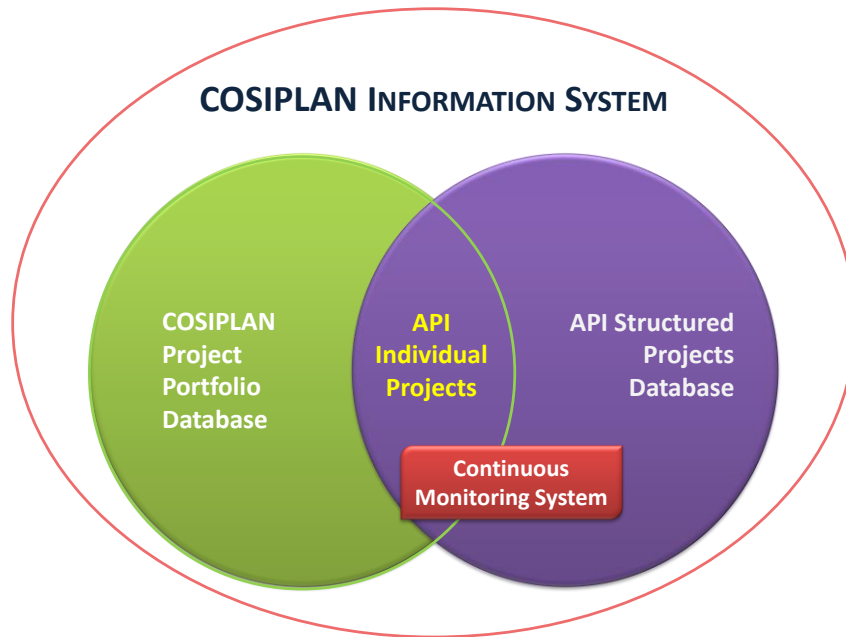 COSIPLAN INFORMATION SYSTEM
COSIPLAN
Project
Portfolio
Database
API
Individual
Projects
API Structured
Projects
Database
Continuous
Monitoring System